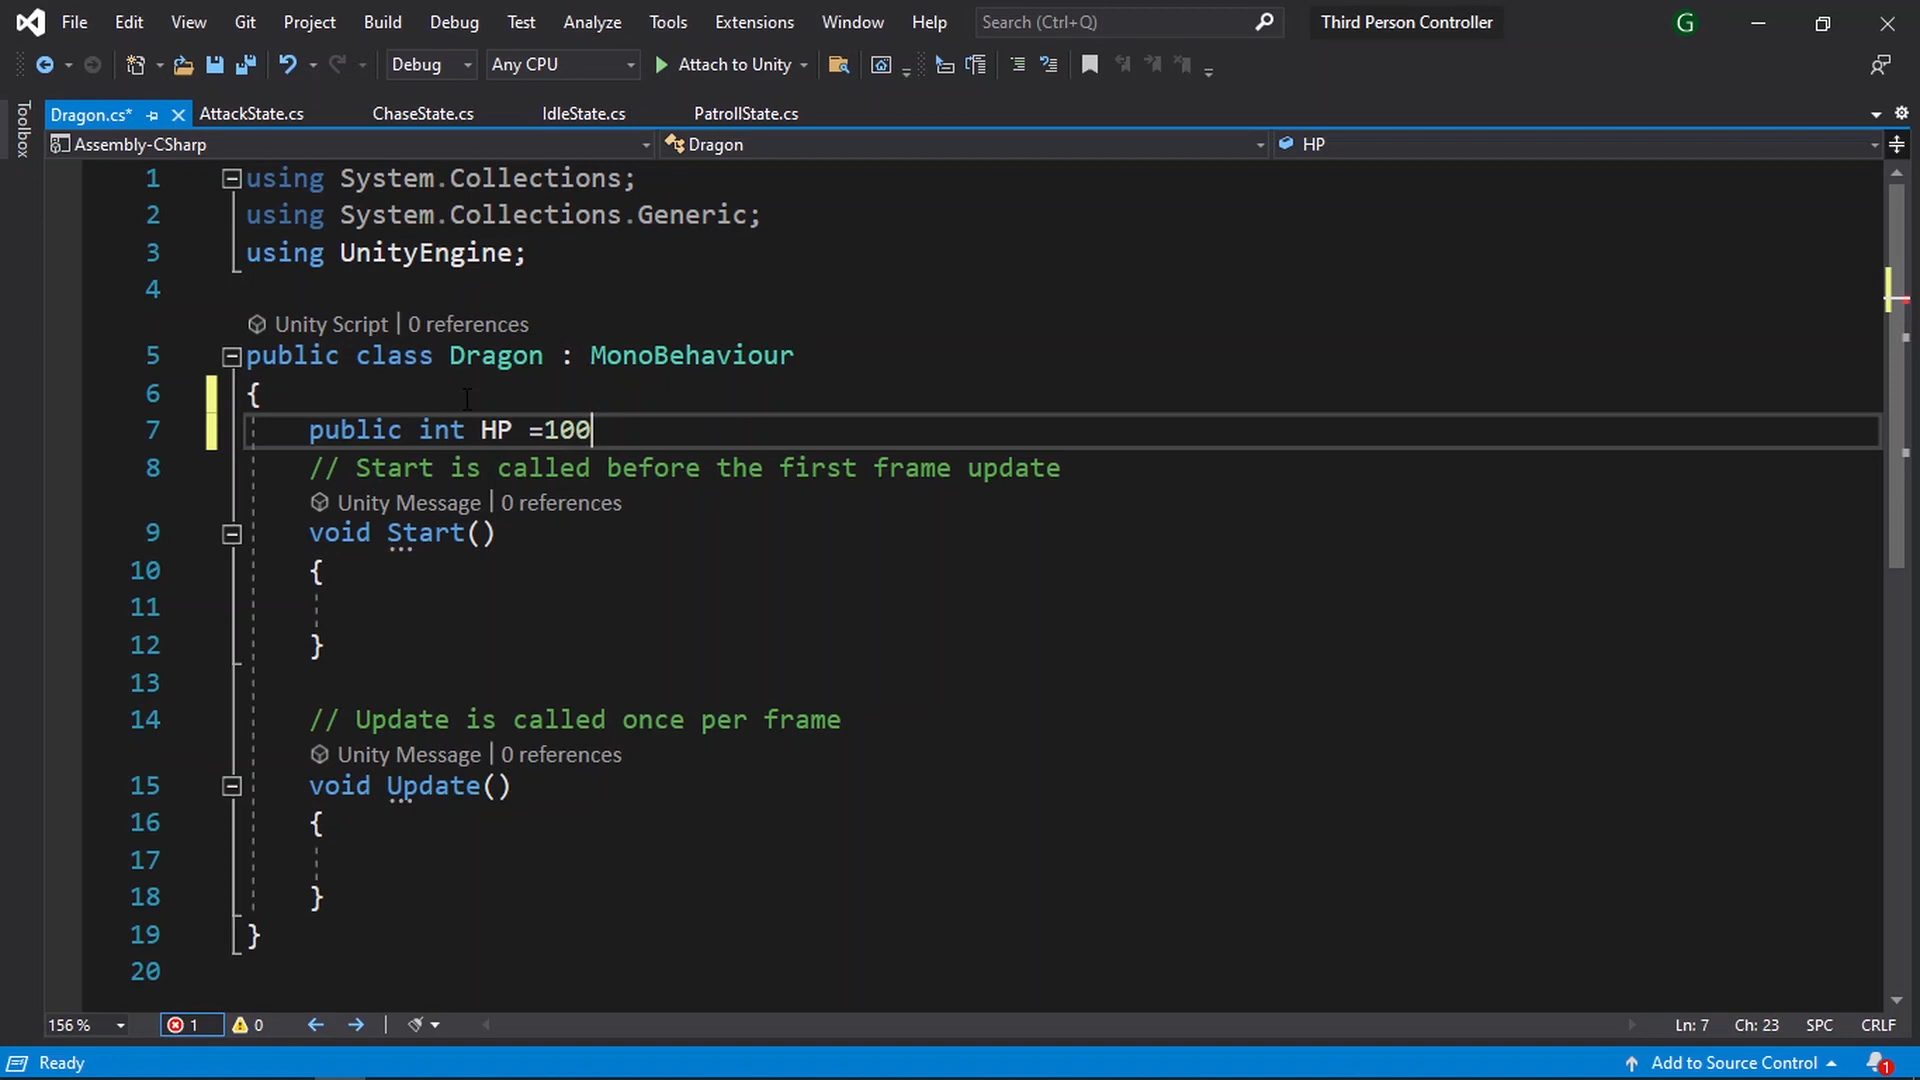 File Edit View Git Project Build Debug Test Analyze Tools Extensions Window Help Search (Ctrl+Q) Third Person Controller G
Debug Any CPU Attach to Unity
Toolbox
Dragon.cs* AttackState.cs ChaseState.cs IdleState.cs PatrollState.cs
Assembly-CSharp Dragon HP
1 using System.Collections;
2 using System.Collections.Generic;
3 using UnityEngine;
4
Unity Script | 0 references
5 public class Dragon : MonoBehaviour
6 {
7 public int HP =100
8 // Start is called before the first frame update
Unity Message | 0 references
9 void Start()
10 {
11
12 }
13
14 // Update is called once per frame
Unity Message | 0 references
15 void Update()
16 {
17
18 }
19 }
20
156 % 1 0 Ln: 7 Ch: 23 SPC CRLF
Ready Add to Source Control 1